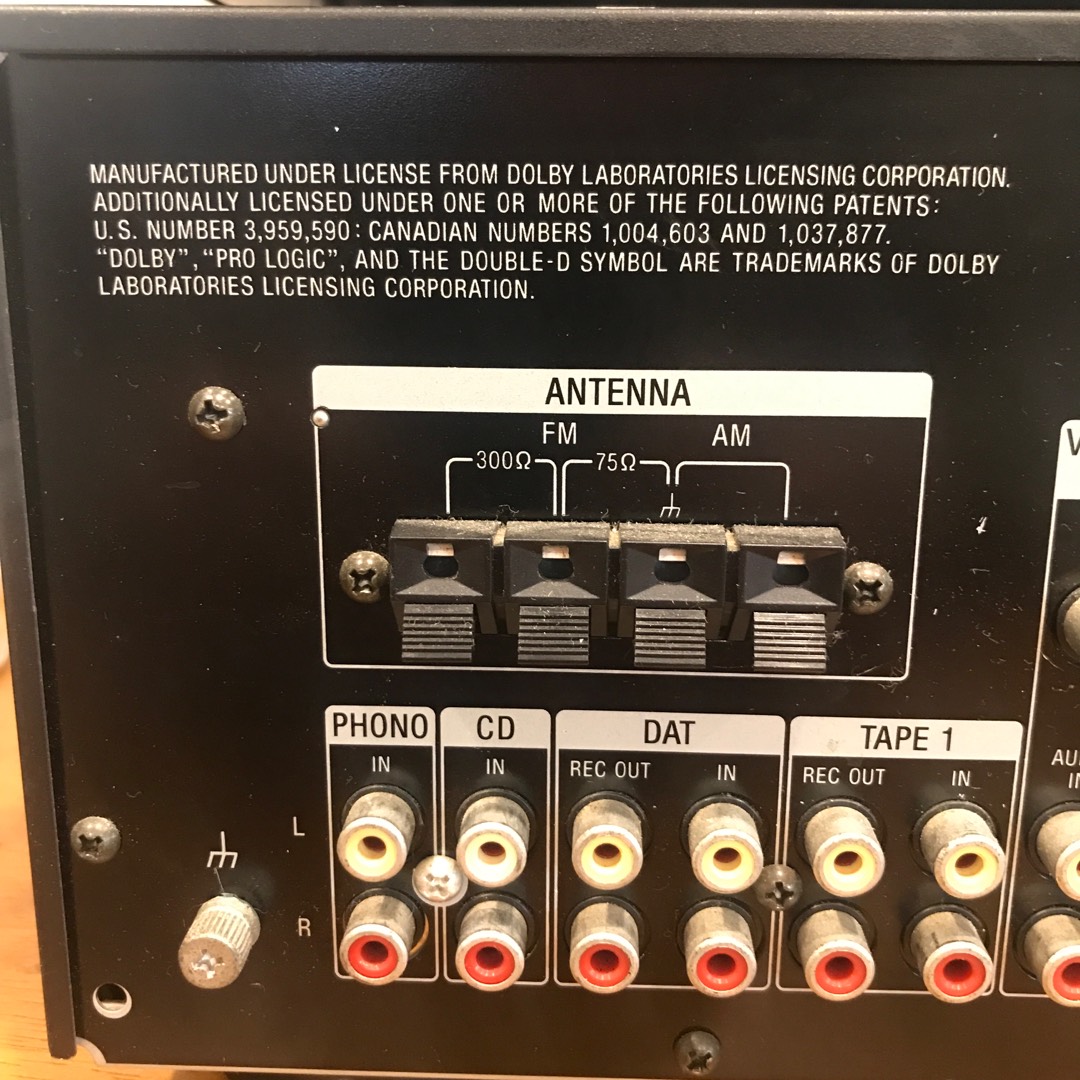 MANUFACTURED UNDER LICENSE FROM DOLBY LABORATORIES LICENSING CORPORATION.
ADDITIONALLY LICENSED UNDER ONE OR MORE OF THE FOLLOWING PATENTS:
U.S. NUMBER 3,959,590: CANADIAN NUMBERS 1,004,603 AND 1,037,877.
"DOLBY", "PRO LOGIC", AND THE DOUBLE-D SYMBOL ARE TRADEMARKS OF DOLBY
LABORATORIES LICENSING CORPORATION.
ANTENNA
FM AM
300Ω 75Ω
PHONO CD DAT TAPE 1
IN IN REC OUT IN REC OUT IN
L
R